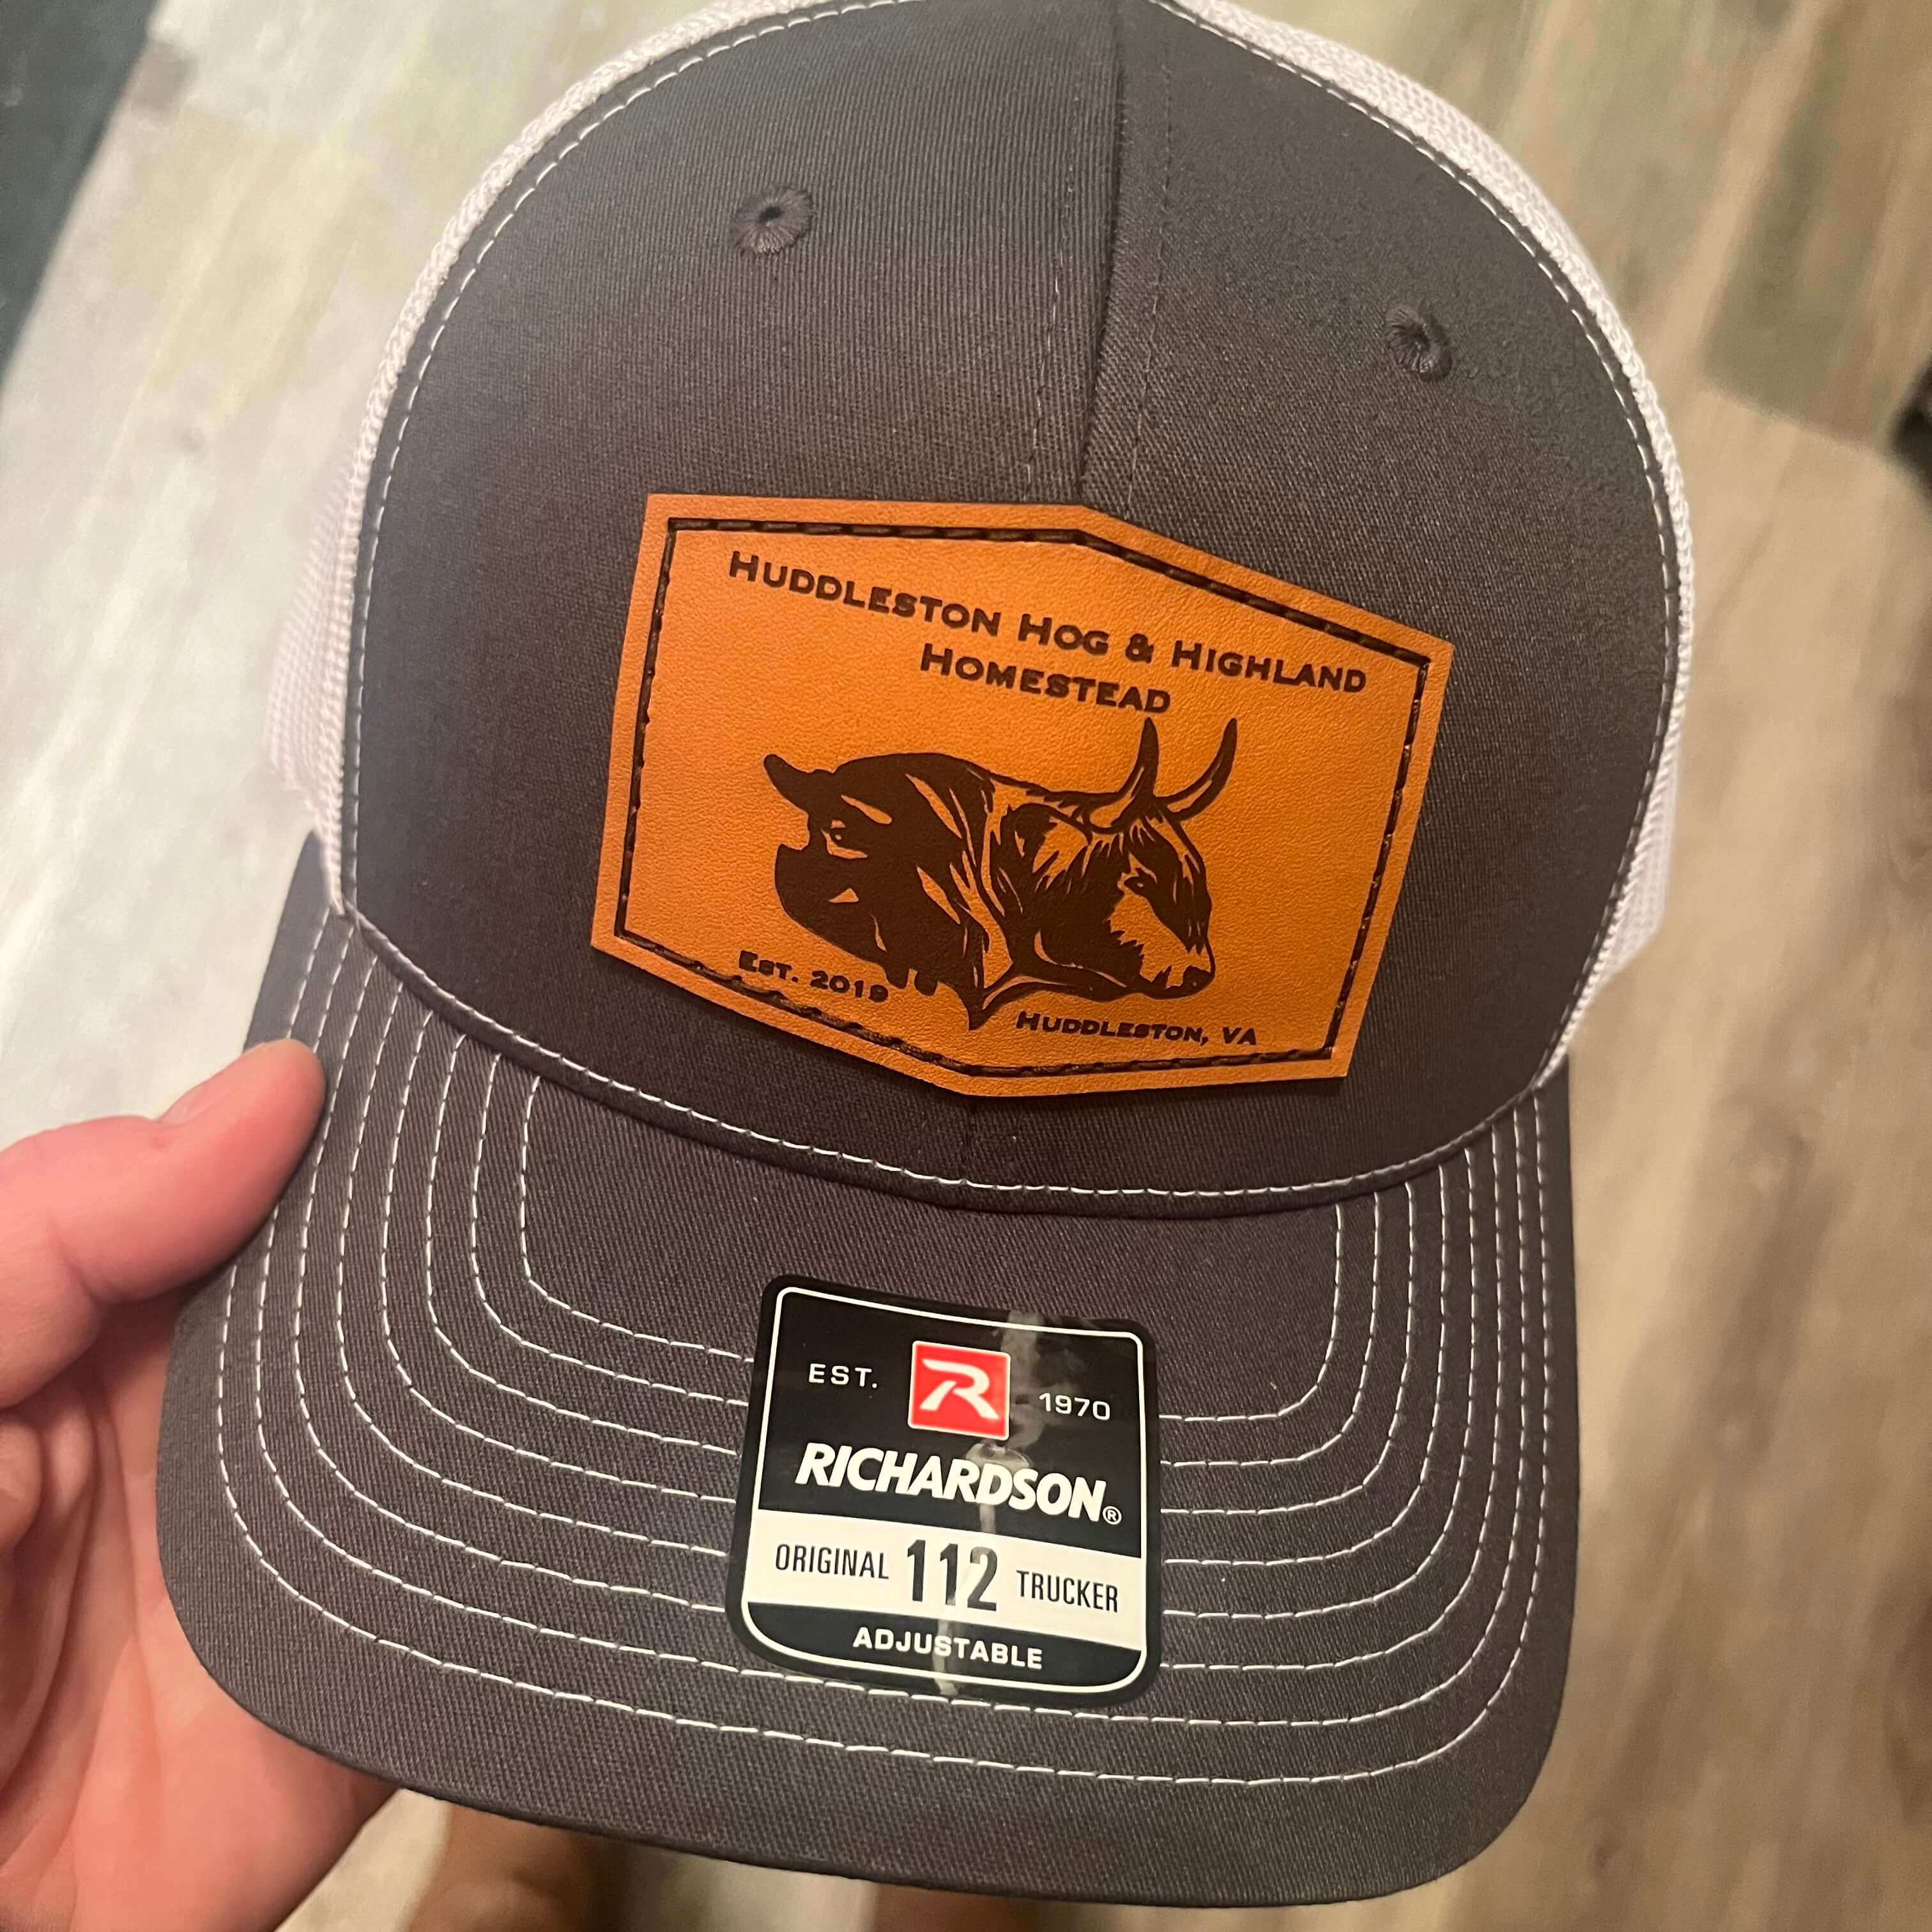 HUDDLESTON HOG & HIGHLAND
HOMESTEAD
EST. 2019
HUDDLESTON, VA
EST. R 1970
RICHARDSON®
ORIGINAL 112 TRUCKER
ADJUSTABLE